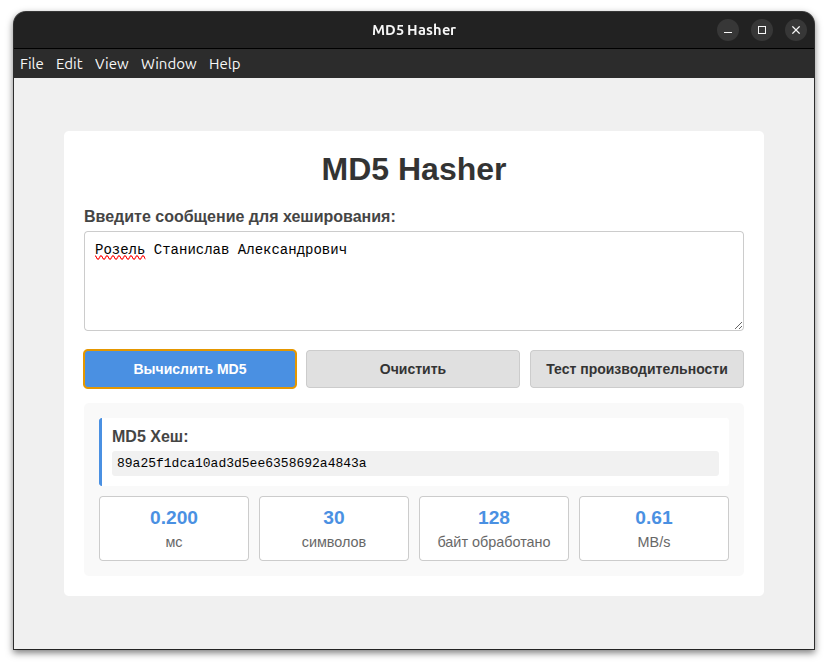 MD5 Hasher
File Edit View Window Help
MD5 Hasher
Введите сообщение для хеширования:
Розель Станислав Александрович
Вычислить MD5 Очистить Тест производительности
MD5 Хеш:
89a25f1dca10ad3d5ee6358692a4843a
0.200 30 128 0.61
мс символов байт обработано MB/s